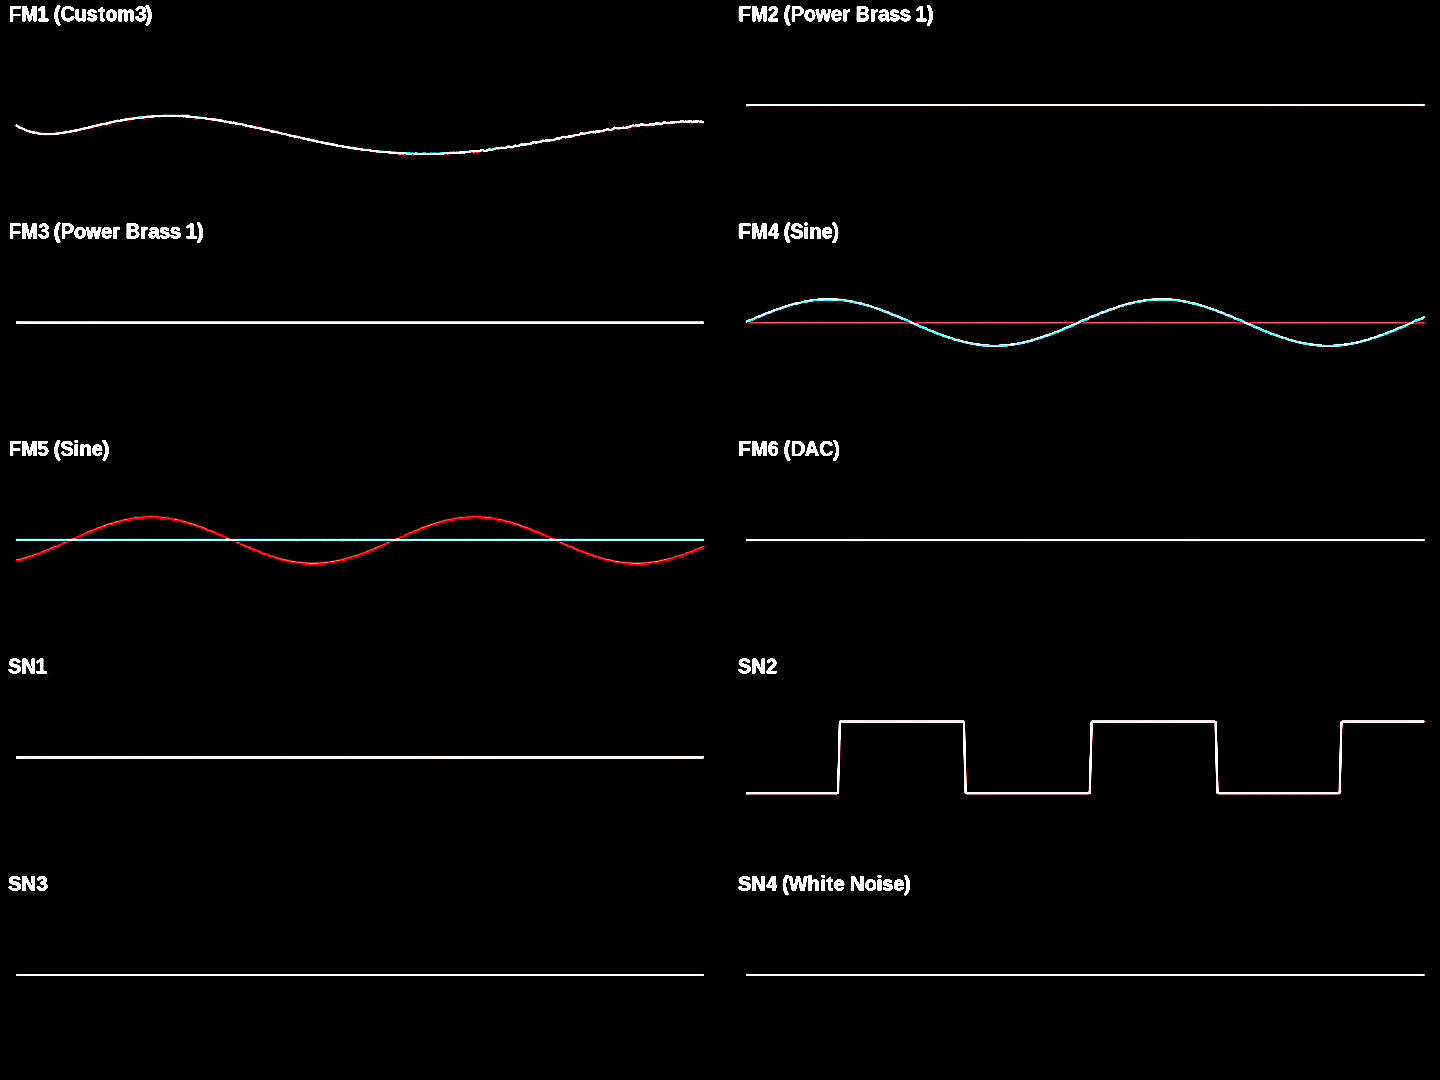 FM1 (Custom3)
FM2 (Power Brass 1)
FM3 (Power Brass 1)
FM4 (Sine)
FM5 (Sine)
FM6 (DAC)
SN1
SN2
SN3
SN4 (White Noise)